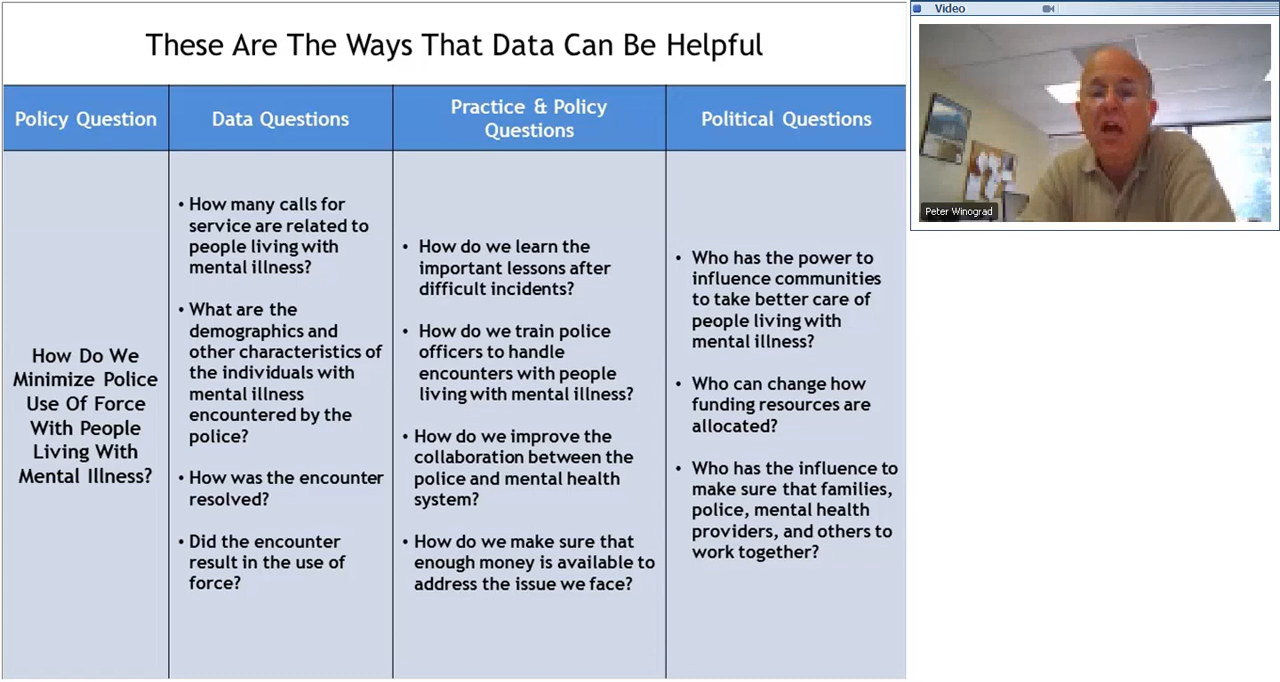 These Are The Ways That Data Can Be Helpful
Policy Question
Data Questions
Practice & Policy
Questions
Political Questions
How Do We
Minimize Police
Use Of Force
With People
Living With
Mental Illness?
• How many calls for
service are related to
people living with
mental illness?
• What are the
demographics and
other characteristics of
the individuals with
mental illness
encountered by the
police?
• How was the encounter
resolved?
• Did the encounter
result in the use of
force?
• How do we learn the
important lessons after
difficult incidents?
• How do we train police
officers to handle
encounters with people
living with mental illness?
• How do we improve the
collaboration between the
police and mental health
system?
• How do we make sure that
enough money is available to
address the issue we face?
• Who has the power to
influence communities
to take better care of
people living with
mental illness?
• Who can change how
funding resources are
allocated?
• Who has the influence to
make sure that families,
police, mental health
providers, and others to
work together?
Video
Peter Winograd